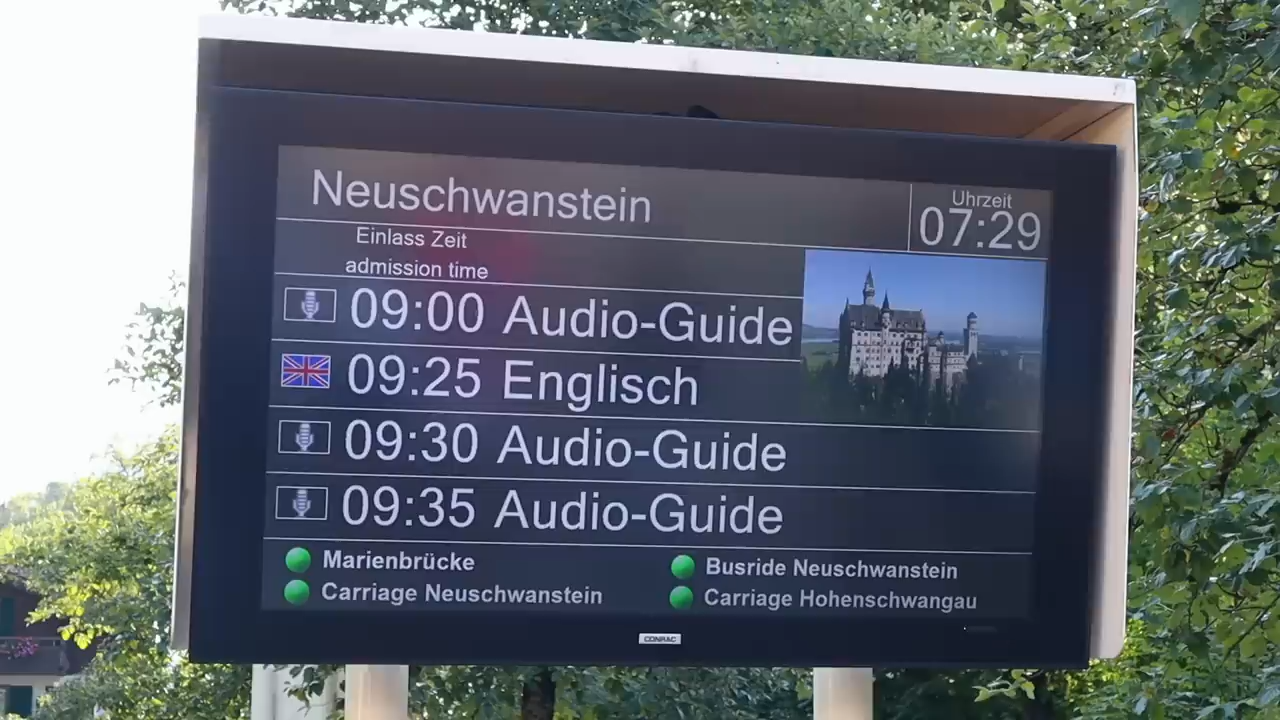 Neuschwanstein
Uhrzeit
07:29
Einlass Zeit
admission time
09:00 Audio-Guide
09:25 Englisch
09:30 Audio-Guide
09:35 Audio-Guide
Marienbrücke
Busride Neuschwanstein
Carriage Neuschwanstein
Carriage Hohenschwangau
CONRAC